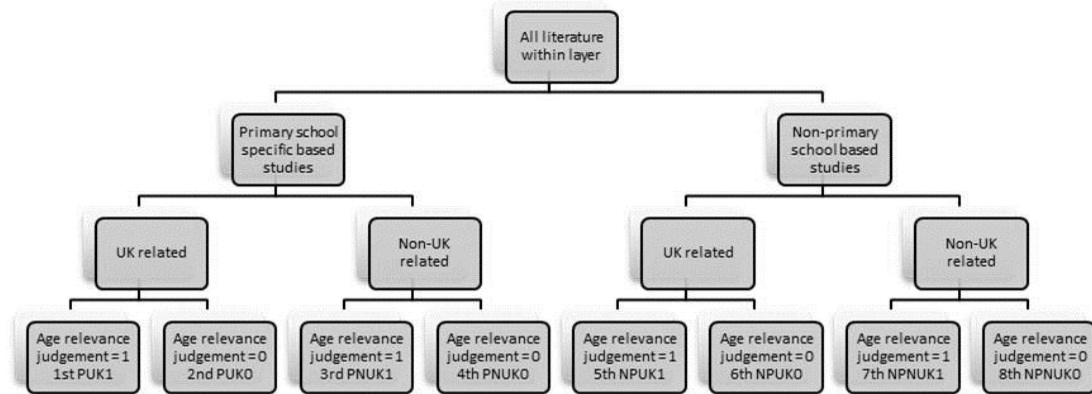 All literature
within layer
Primary school
specific based
studies
Non-primary
school based
studies
UK related
Non-UK
related
UK related
Non-UK
related
Age relevance
judgement = 1
1st PUK1
Age relevance
judgement = 0
2nd PUK0
Age relevance
judgement = 1
3rd PNUK1
Age relevance
judgement = 0
4th PNUK0
Age relevance
judgement = 1
5th NPUK1
Age relevance
judgement = 0
6th NPUK0
Age relevance
judgement = 1
7th NPNUK1
Age relevance
judgement = 0
8th NPNUK0